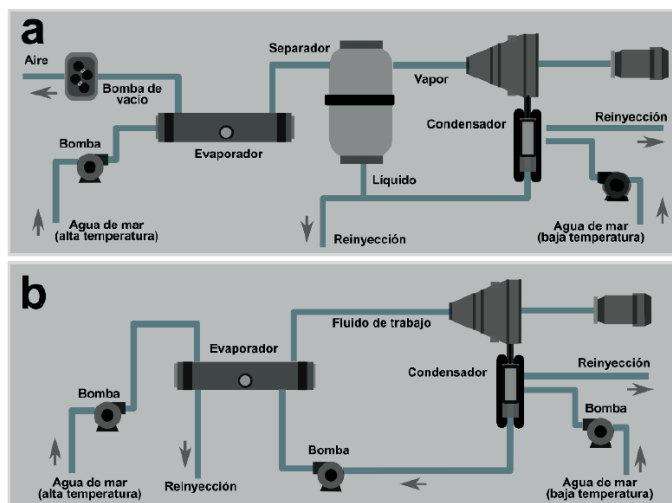 a
Aire
Bomba de
vacio
Separador
Vapor
Bomba
Evaporador
Condensador
Reinyección
Líquido
Agua de mar
(alta temperatura)
Reinyección
Agua de mar
(baja temperatura)
b
Fluido de trabajo
Evaporador
Condensador
Reinyección
Bomba
Bomba
Bomba
Agua de mar
(alta temperatura)
Reinyección
Agua de mar
(baja temperatura)